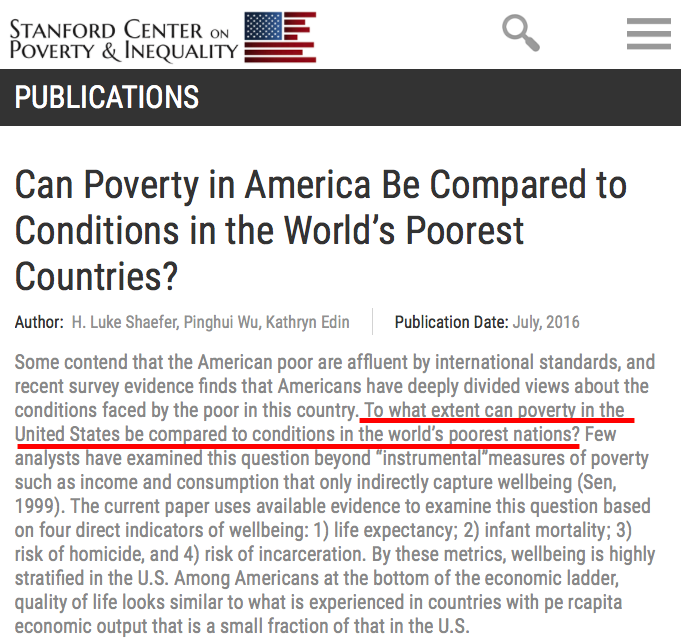 STANFORD CENTER ON
POVERTY & INEQUALITY
PUBLICATIONS
Can Poverty in America Be Compared to
Conditions in the World’s Poorest
Countries?
Author: H. Luke Shaefer, Pinghui Wu, Kathryn Edin
Publication Date: July, 2016
Some contend that the American poor are affluent by international standards, and
recent survey evidence finds that Americans have deeply divided views about the
conditions faced by the poor in this country. To what extent can poverty in the
United States be compared to conditions in the world’s poorest nations? Few
analysts have examined this question beyond “instrumental”measures of poverty
such as income and consumption that only indirectly capture wellbeing (Sen,
1999). The current paper uses available evidence to examine this question based
on four direct indicators of wellbeing: 1) life expectancy; 2) infant mortality; 3)
risk of homicide, and 4) risk of incarceration. By these metrics, wellbeing is highly
stratified in the U.S. Among Americans at the bottom of the economic ladder,
quality of life looks similar to what is experienced in countries with pe rcapita
economic output that is a small fraction of that in the U.S.